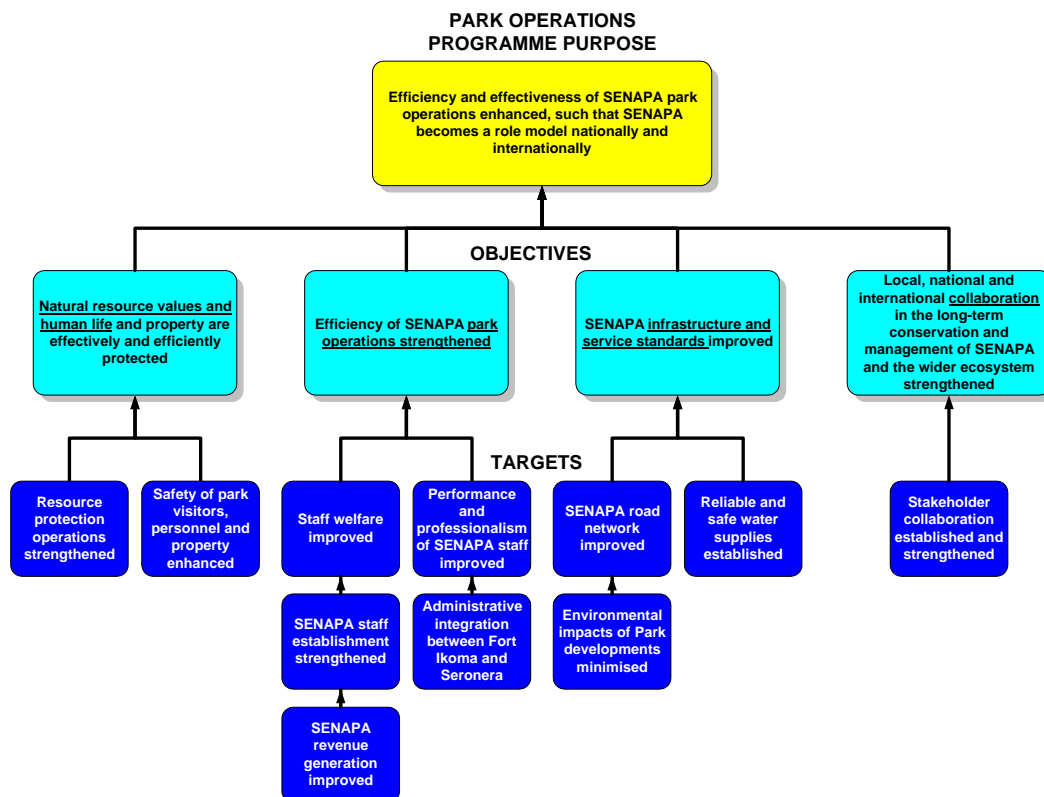 PARK OPERATIONS
PROGRAMME PURPOSE
Efficiency and effectiveness of SENAPA park
operations enhanced, such that SENAPA
becomes a role model nationally and
internationally
OBJECTIVES
Natural resource values and
human life and property are
effectively and efficiently
protected
Efficiency of SENAPA park
operations strengthened
SENAPA infrastructure and
service standards improved
Local, national and
international collaboration
in the long-term
conservation and
management of SENAPA
and the wider ecosystem
strengthened
TARGETS
Resource
protection
operations
strengthened
Safety of park
visitors,
personnel and
property
enhanced
Staff welfare
improved
Performance
and
professionalism
of SENAPA staff
improved
SENAPA road
network
improved
Reliable and
safe water
supplies
established
Stakeholder
collaboration
established and
strengthened
SENAPA staff
establishment
strengthened
Administrative
integration
between Fort
Ikoma and
Seronera
Environmental
impacts of Park
developments
minimised
SENAPA
revenue
generation
improved